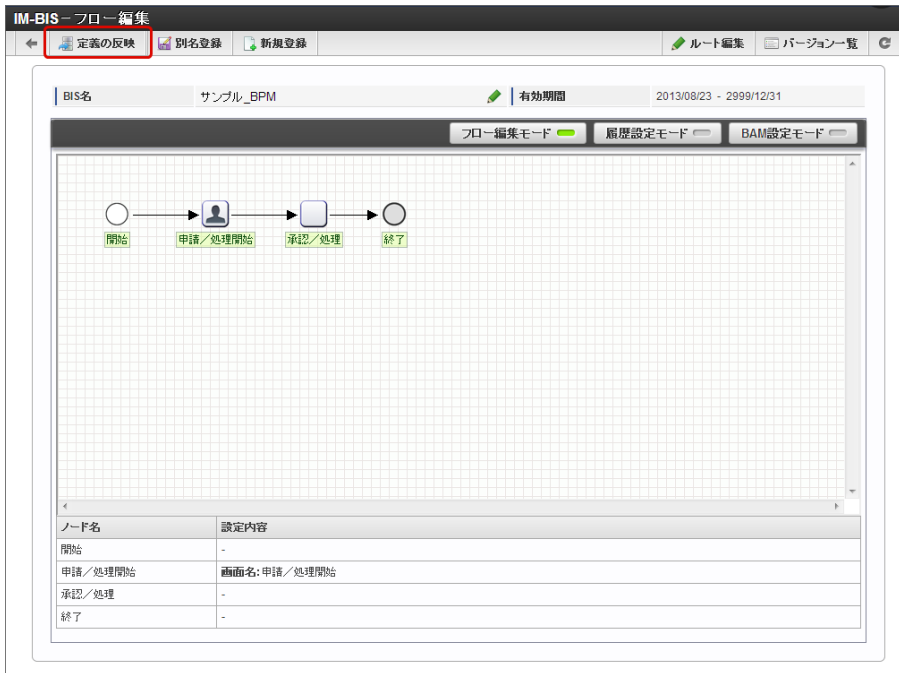 IM-BIS－フロー編集
定義の反映 別名登録 新規登録 ルート編集 バージョン一覧
BIS名 サンプル_BPM 有効期間 2013/08/23 - 2999/12/31
フロー編集モード 履歴設定モード BAM設定モード
開始 申請／処理開始 承認／処理 終了
ノード名 設定内容
開始 -
申請／処理開始 画面名:申請／処理開始
承認／処理 -
終了 -